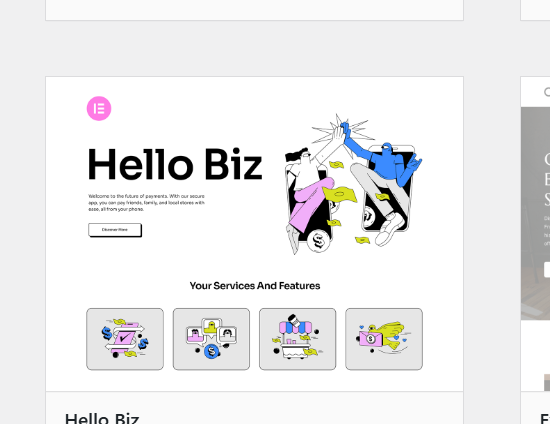 Hello Biz
Welcome to the future of payments. With our secure
app, you can pay friends, family, and local stores with
ease, all from your phone.
Discover More
Your Services And Features
Hello Biz